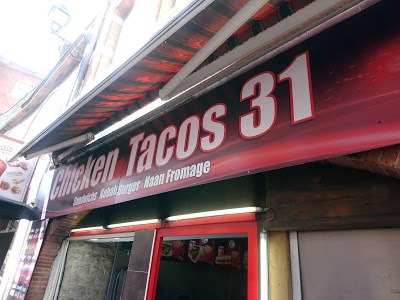 Chicken Tacos 31
Sandwichs Kebab Burger Naan Fromage